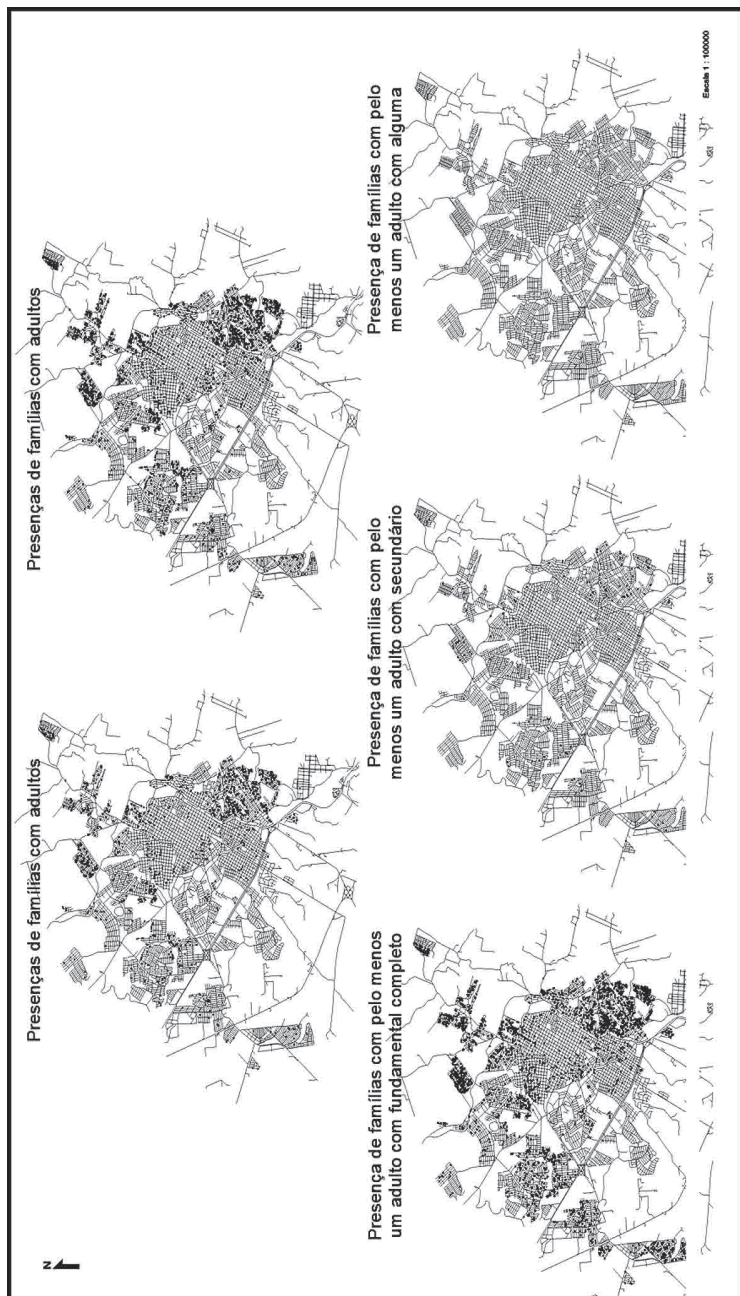 N
Presenças de famílias com adultos
Presenças de famílias com adultos
Presença de famílias com pelo menos
um adulto com fundamental completo
Presença de famílias com pelo
menos um adulto com secundário
Presença de famílias com pelo
menos um adulto com alguma
Escala 1 : 100000